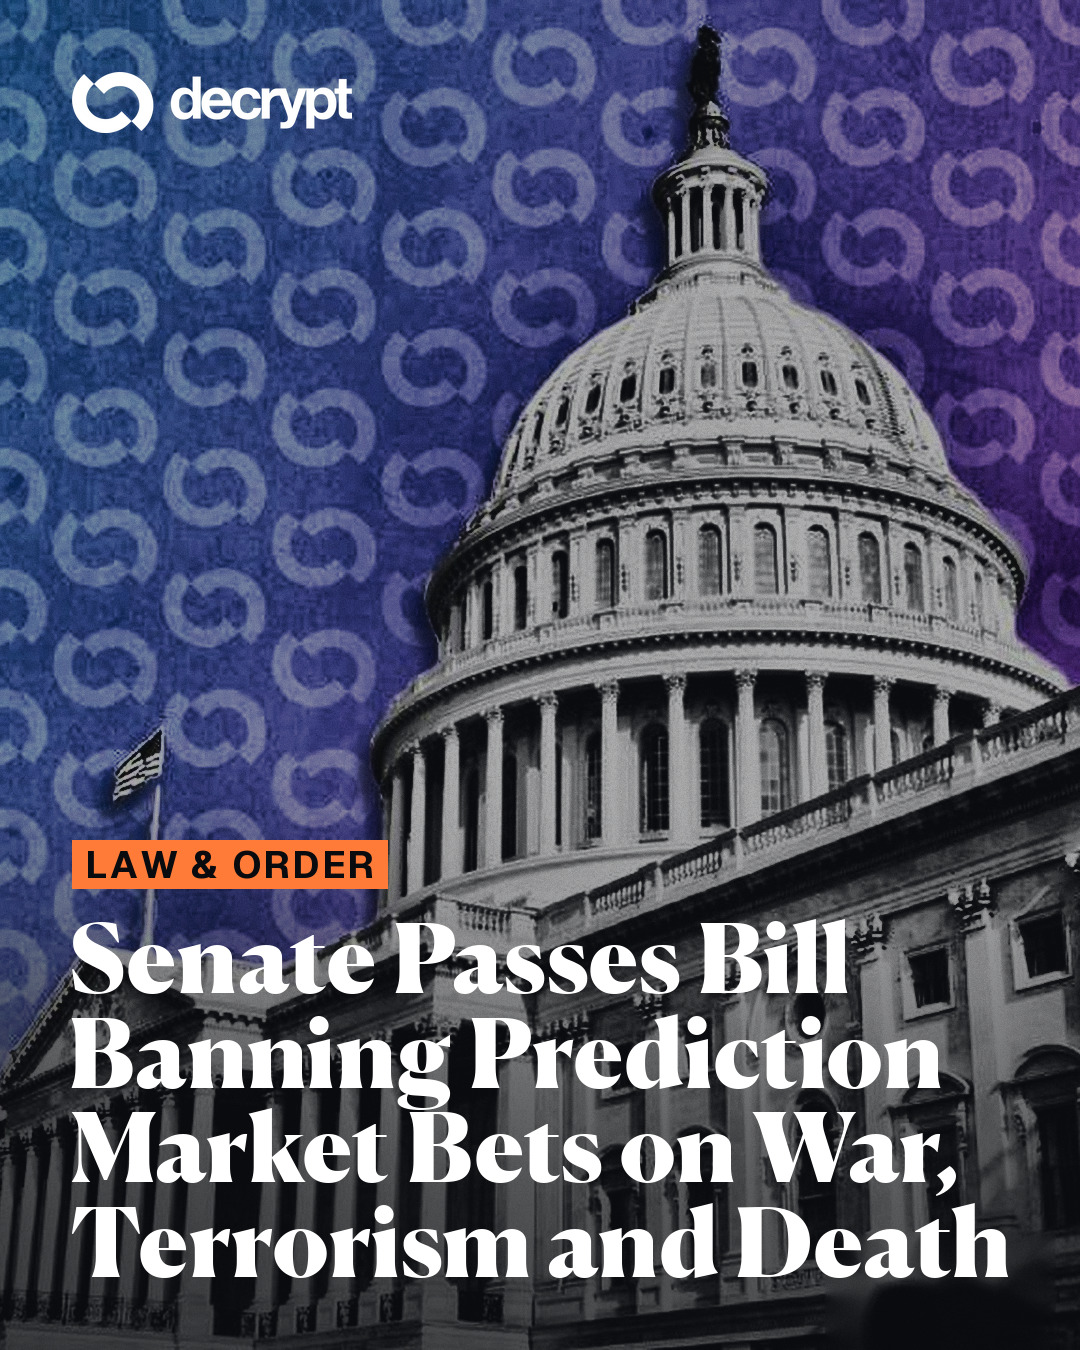 decrypt
LAW & ORDER
Senate Passes Bill
Banning Prediction
Market Bets on War,
Terrorism and Death